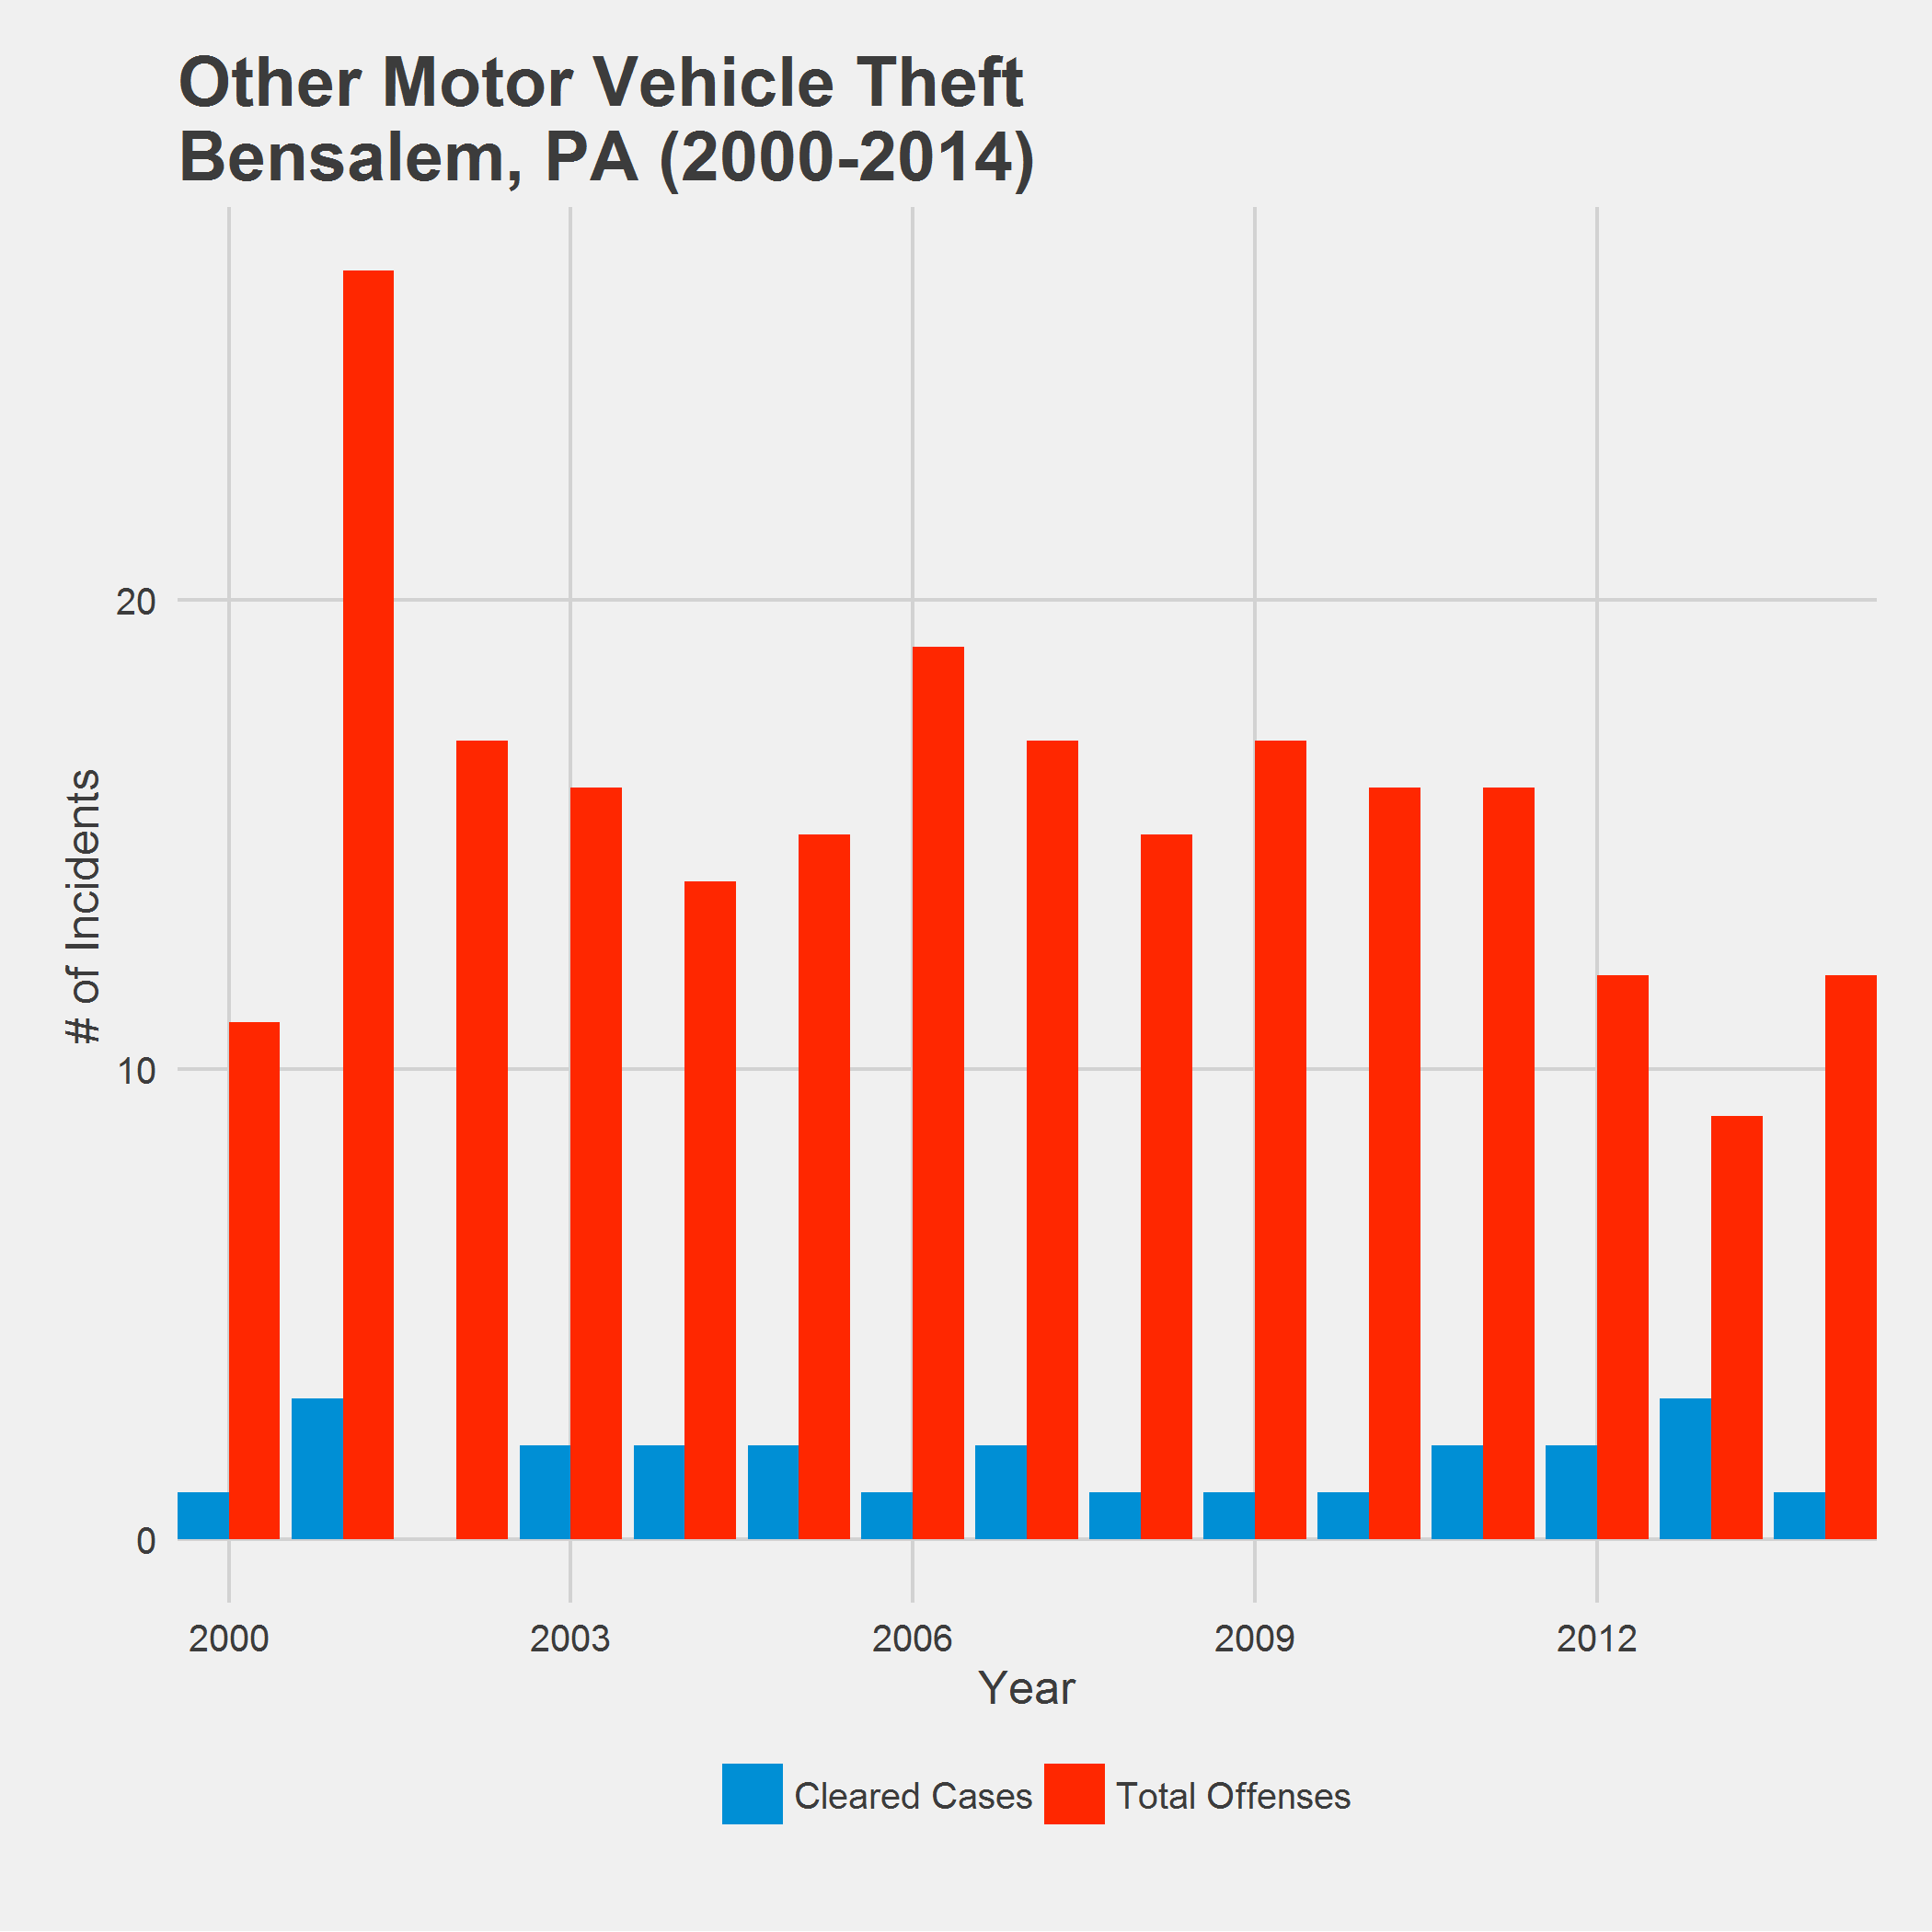 Other Motor Vehicle Theft
Bensalem, PA (2000-2014)
# of Incidents
20
10
0
2000 2003 2006 2009 2012
Year
Cleared Cases Total Offenses